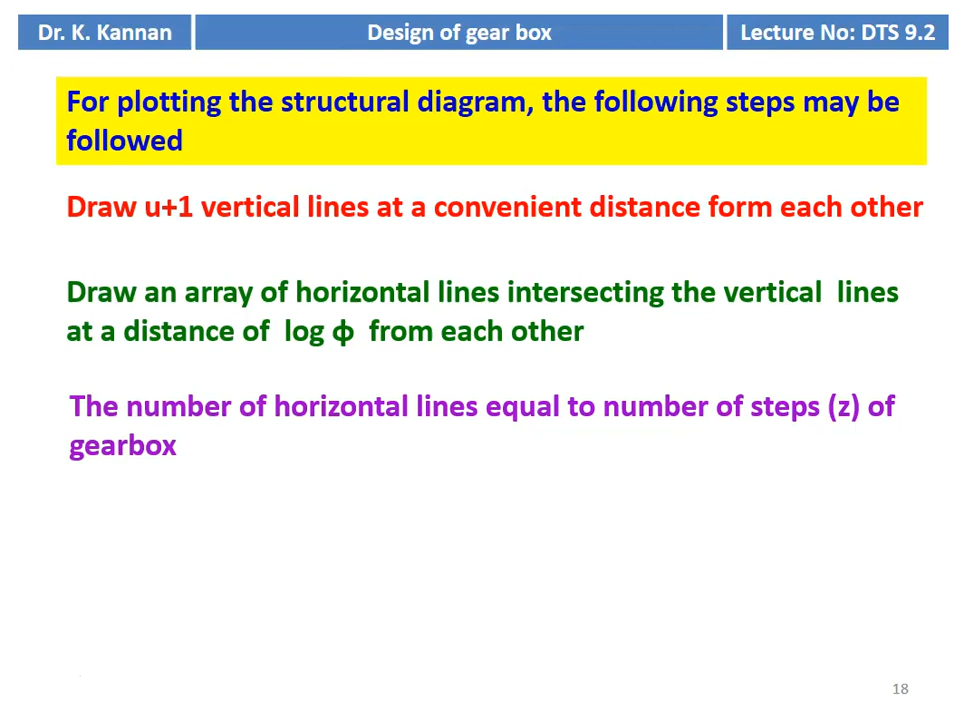 Dr. K. Kannan
Design of gear box
Lecture No: DTS 9.2
For plotting the structural diagram, the following steps may be
followed
Draw u+1 vertical lines at a convenient distance form each other
Draw an array of horizontal lines intersecting the vertical lines
at a distance of log ф from each other
The number of horizontal lines equal to number of steps (z) of
gearbox
18